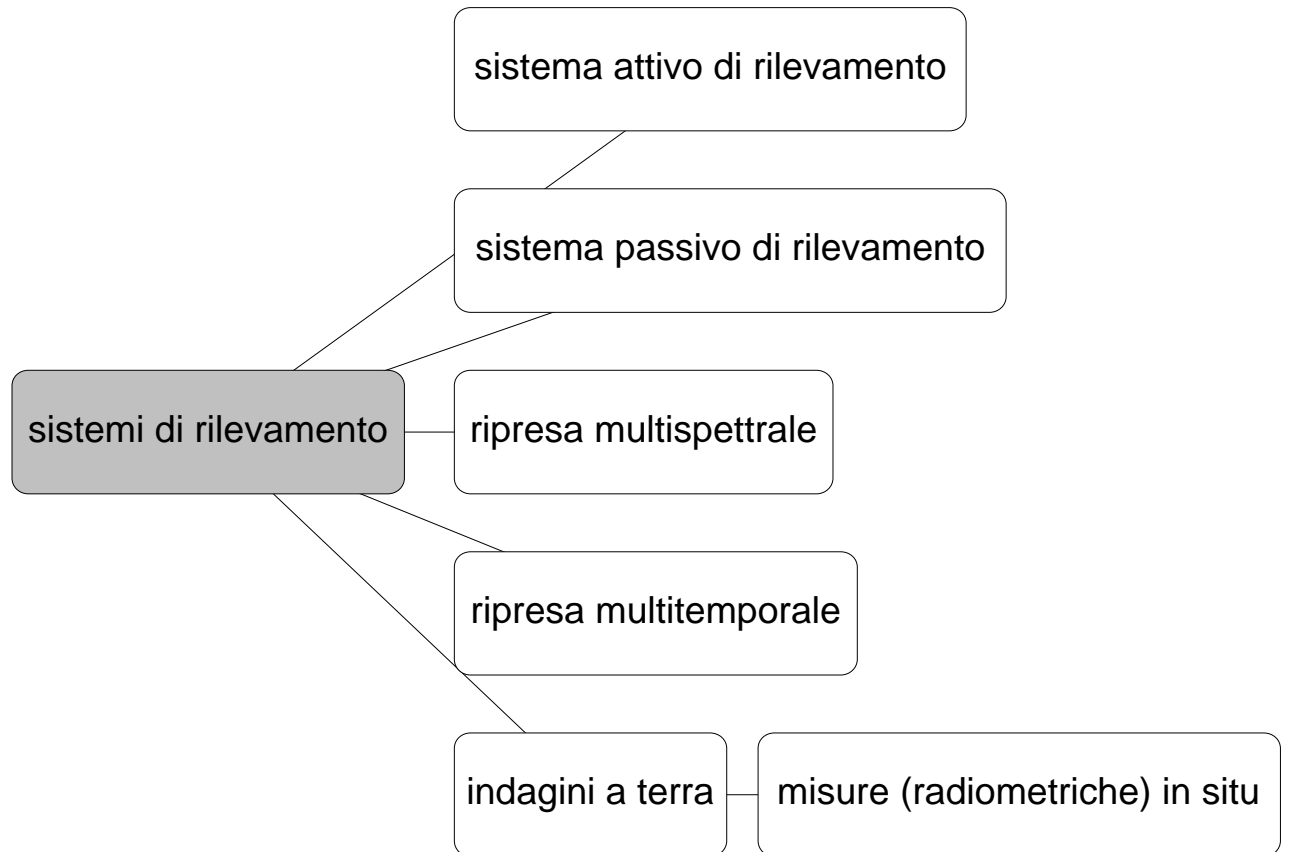 sistema attivo di rilevamento
sistema passivo di rilevamento
sistemi di rilevamento
ripresa multispettrale
ripresa multitemporale
indagini a terra
misure (radiometriche) in situ